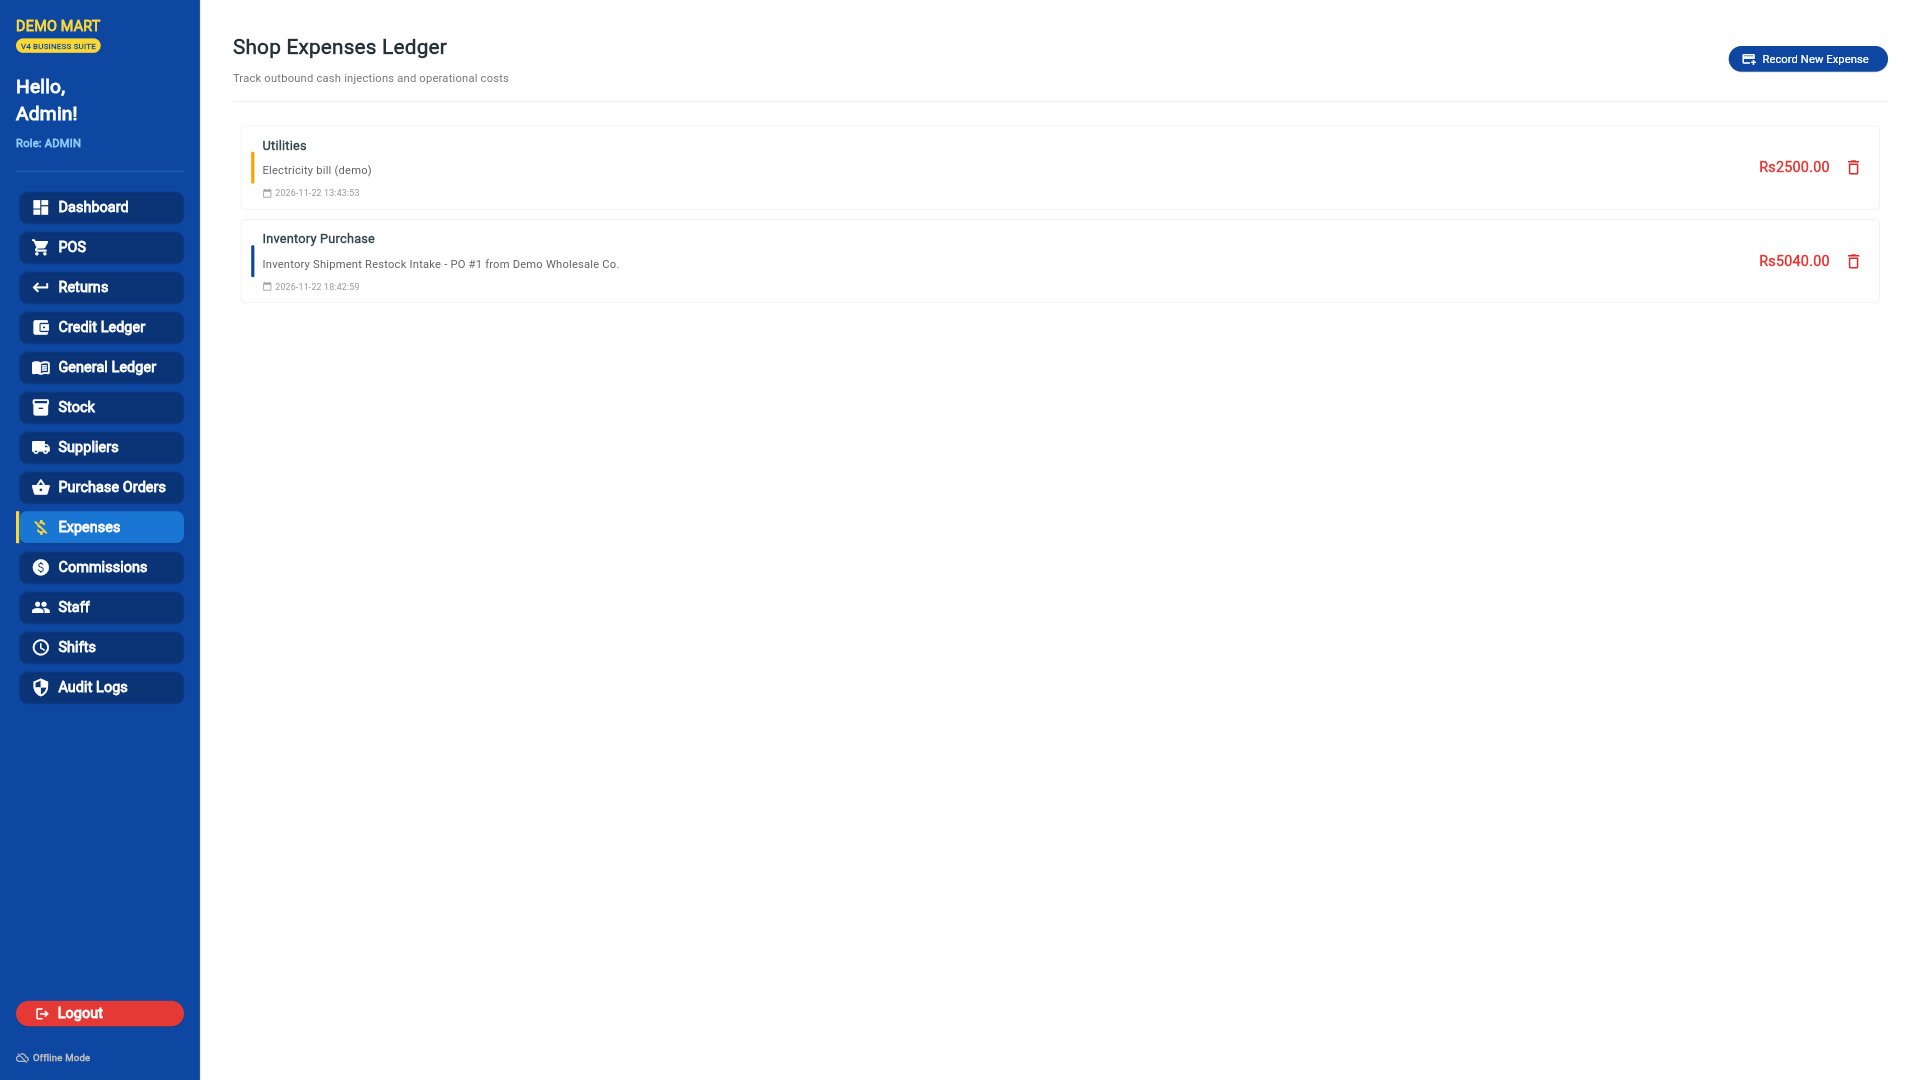 DEMO MART
V4 BUSINESS SUITE
Hello,
Admin!
Role: ADMIN
Dashboard
POS
Returns
Credit Ledger
General Ledger
Stock
Suppliers
Purchase Orders
Expenses
Commissions
Staff
Shifts
Audit Logs
Logout
Offline Mode
Shop Expenses Ledger
Track outbound cash injections and operational costs
Record New Expense
Utilities
Electricity bill (demo)
2026-11-22 13:43:53
Rs2500.00
Inventory Purchase
Inventory Shipment Restock Intake - PO #1 from Demo Wholesale Co.
2026-11-22 18:42:59
Rs5040.00